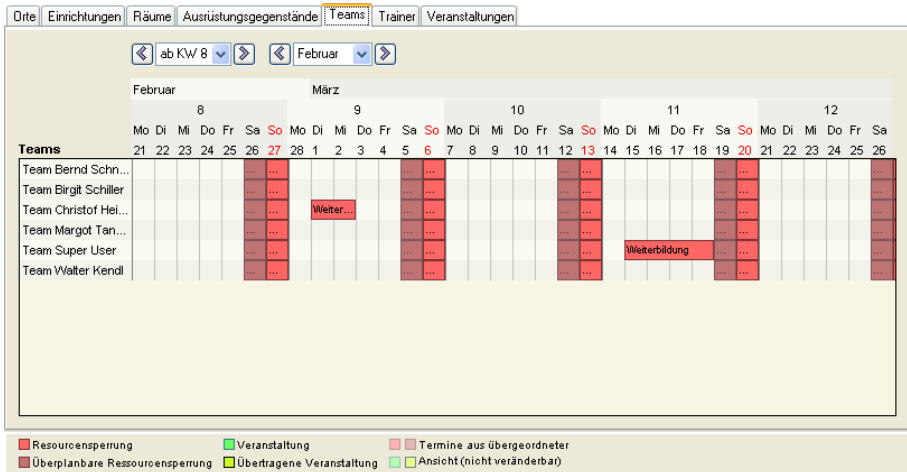 Orte Einrichtungen Räume Ausrüstungsgegenstände Teams Trainer Veranstaltungen
ab KW 8 Februar
Februar März
8 9 10 11 12
Mo Di Mi Do Fr Sa So Mo Di Mi Do Fr Sa So Mo Di Mi Do Fr Sa So Mo Di Mi Do Fr Sa So Mo Di Mi Do Fr Sa
Teams 21 22 23 24 25 26 27 28 1 2 3 4 5 6 7 8 9 10 11 12 13 14 15 16 17 18 19 20 21 22 23 24 25 26
Team Bernd Schn... ... ... ... ... ... ... ... ... ...
Team Birgit Schiller ... ... ... ... ... ... ... ... ...
Team Christof Hei... ... ... Weiter... ... ... ... ... ... ... ...
Team Margot Tan... ... ... ... ... ... ... ... ... ...
Team Super User ... ... ... ... ... ... Weiterbildung ... ... ...
Team Walter Kendl ... ... ... ... ... ... ... ... ...
Resourcensperrung Veranstaltung Termine aus übergeordneter
Überplanbare Ressourcensperrung Übertragene Veranstaltung Ansicht (nicht veränderbar)